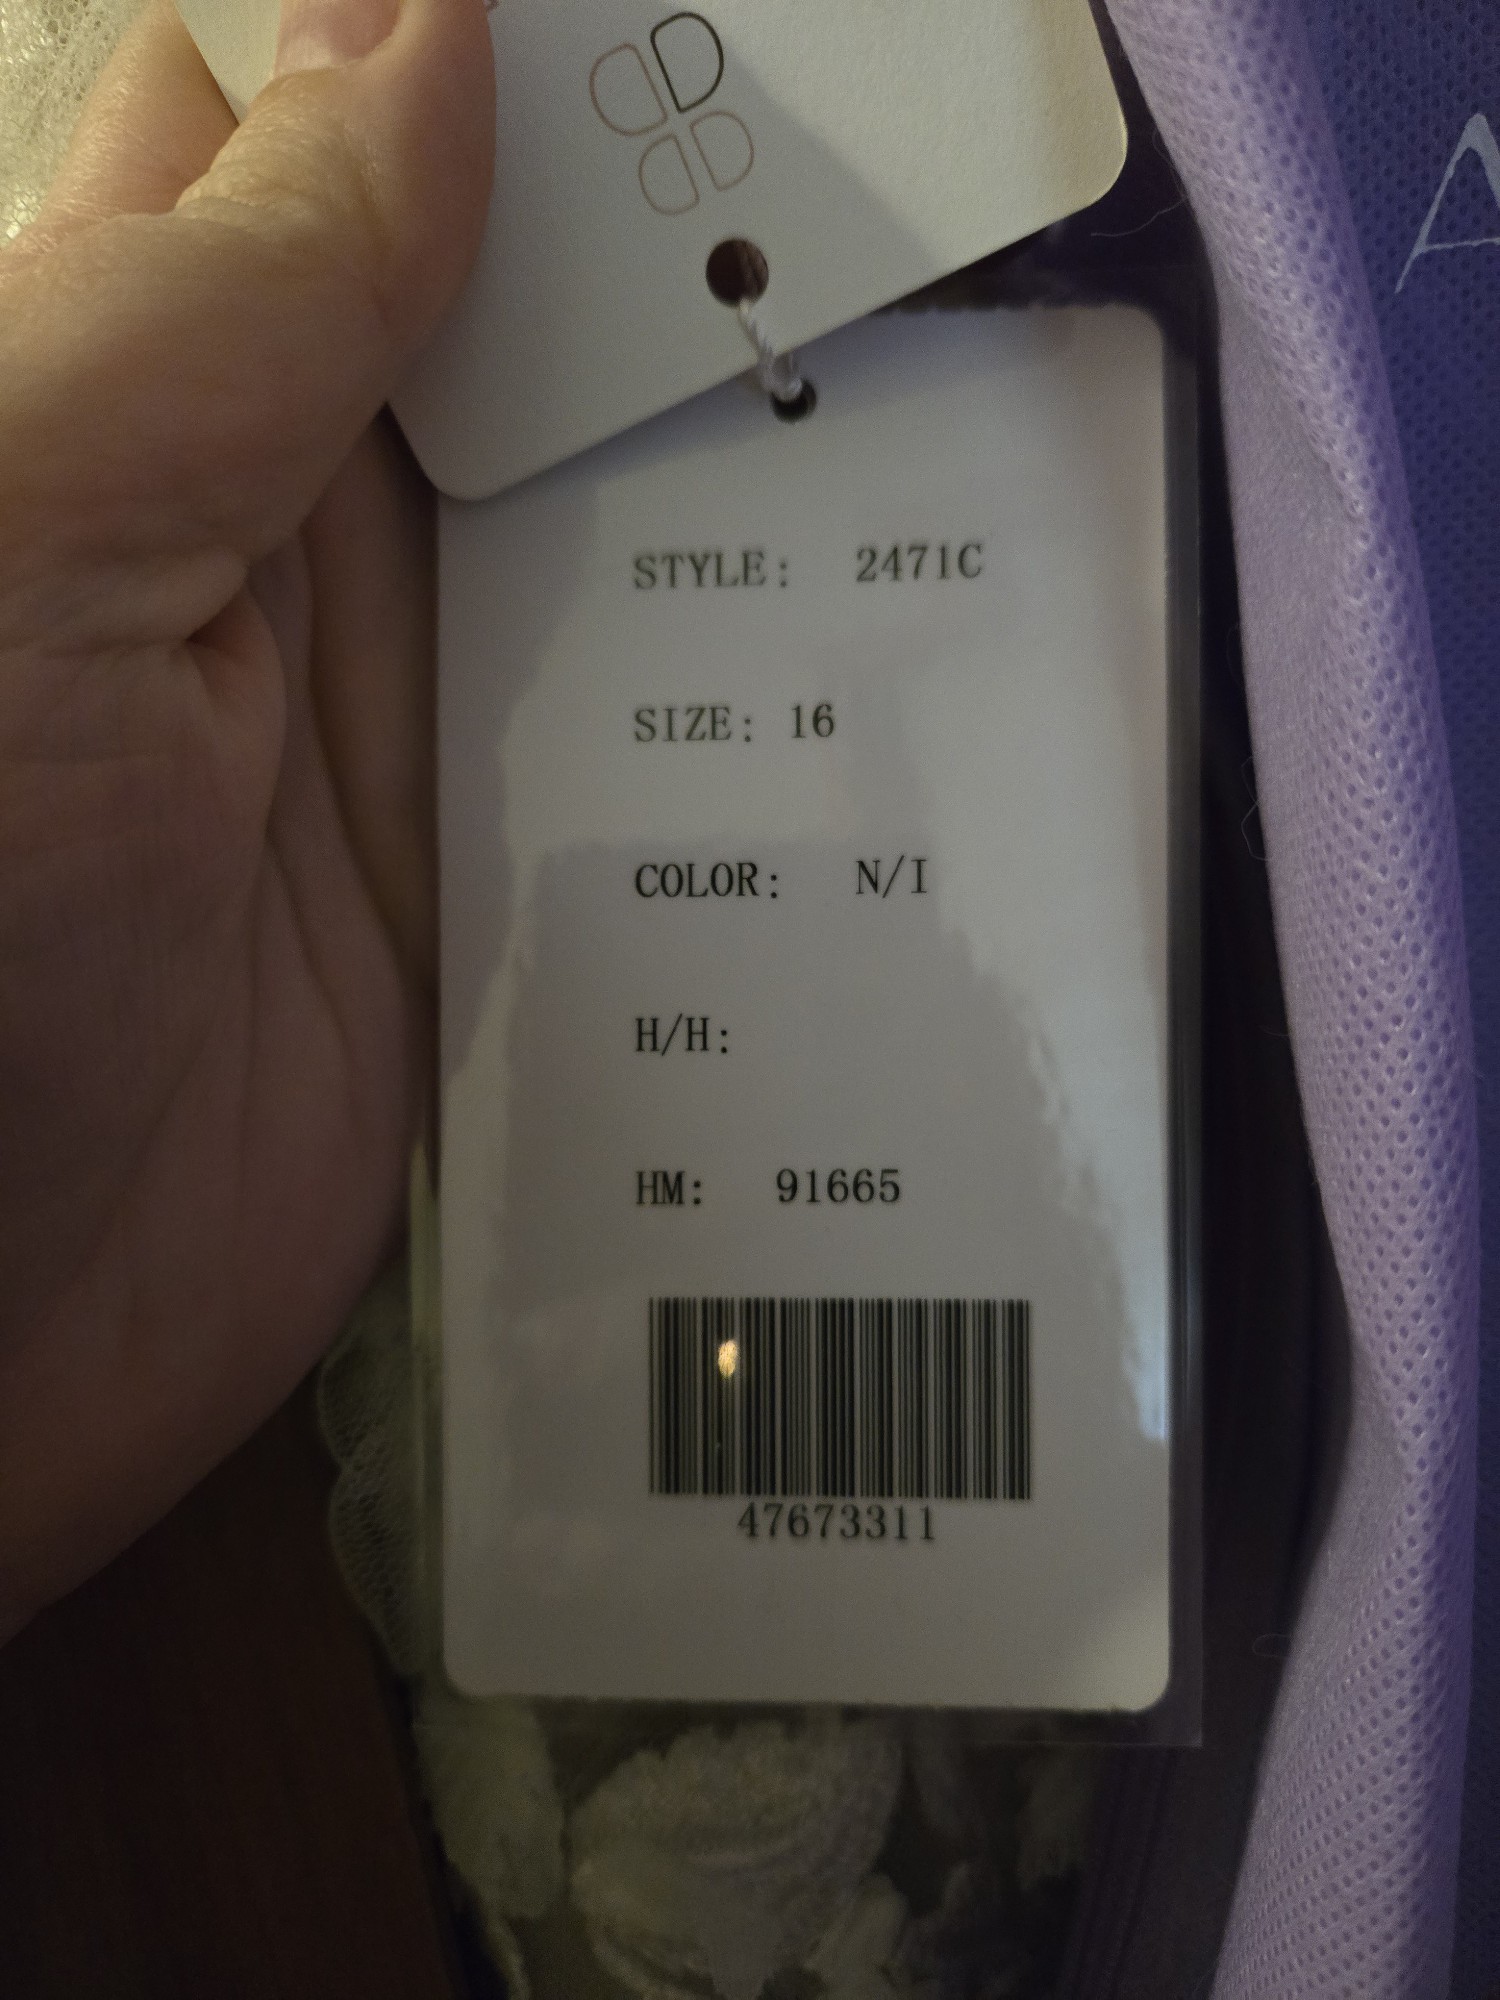 STYLE: 2471C
SIZE: 16
COLOR: N/I
H/H:
HM: 91665
47673311
A